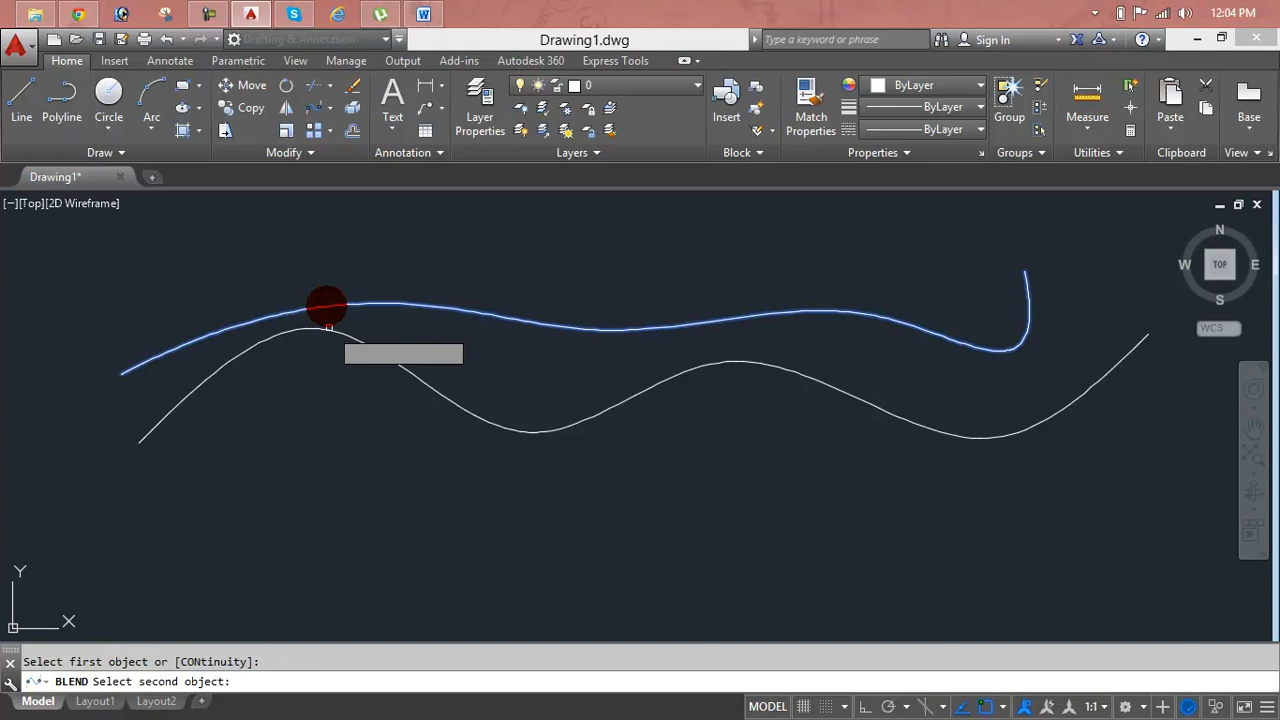 12:04 PM
Drafting & Annotation
Drawing1.dwg
Type a keyword or phrase
Sign In
Home Insert Annotate Parametric View Manage Output Add-ins Autodesk 360 Express Tools
Line Polyline Circle Arc
Move
Copy
Text
Layer Properties
0
Insert
Match Properties
ByLayer
ByLayer
ByLayer
Group
Measure
Paste
Base
Draw Modify Annotation Layers Block Properties Groups Utilities Clipboard View
Drawing1*
[−][Top][2D Wireframe]
N
W TOP E
S
WCS
Y
X
Select first object or [CONtinuity]:
BLEND Select second object:
Model Layout1 Layout2
MODEL 1:1